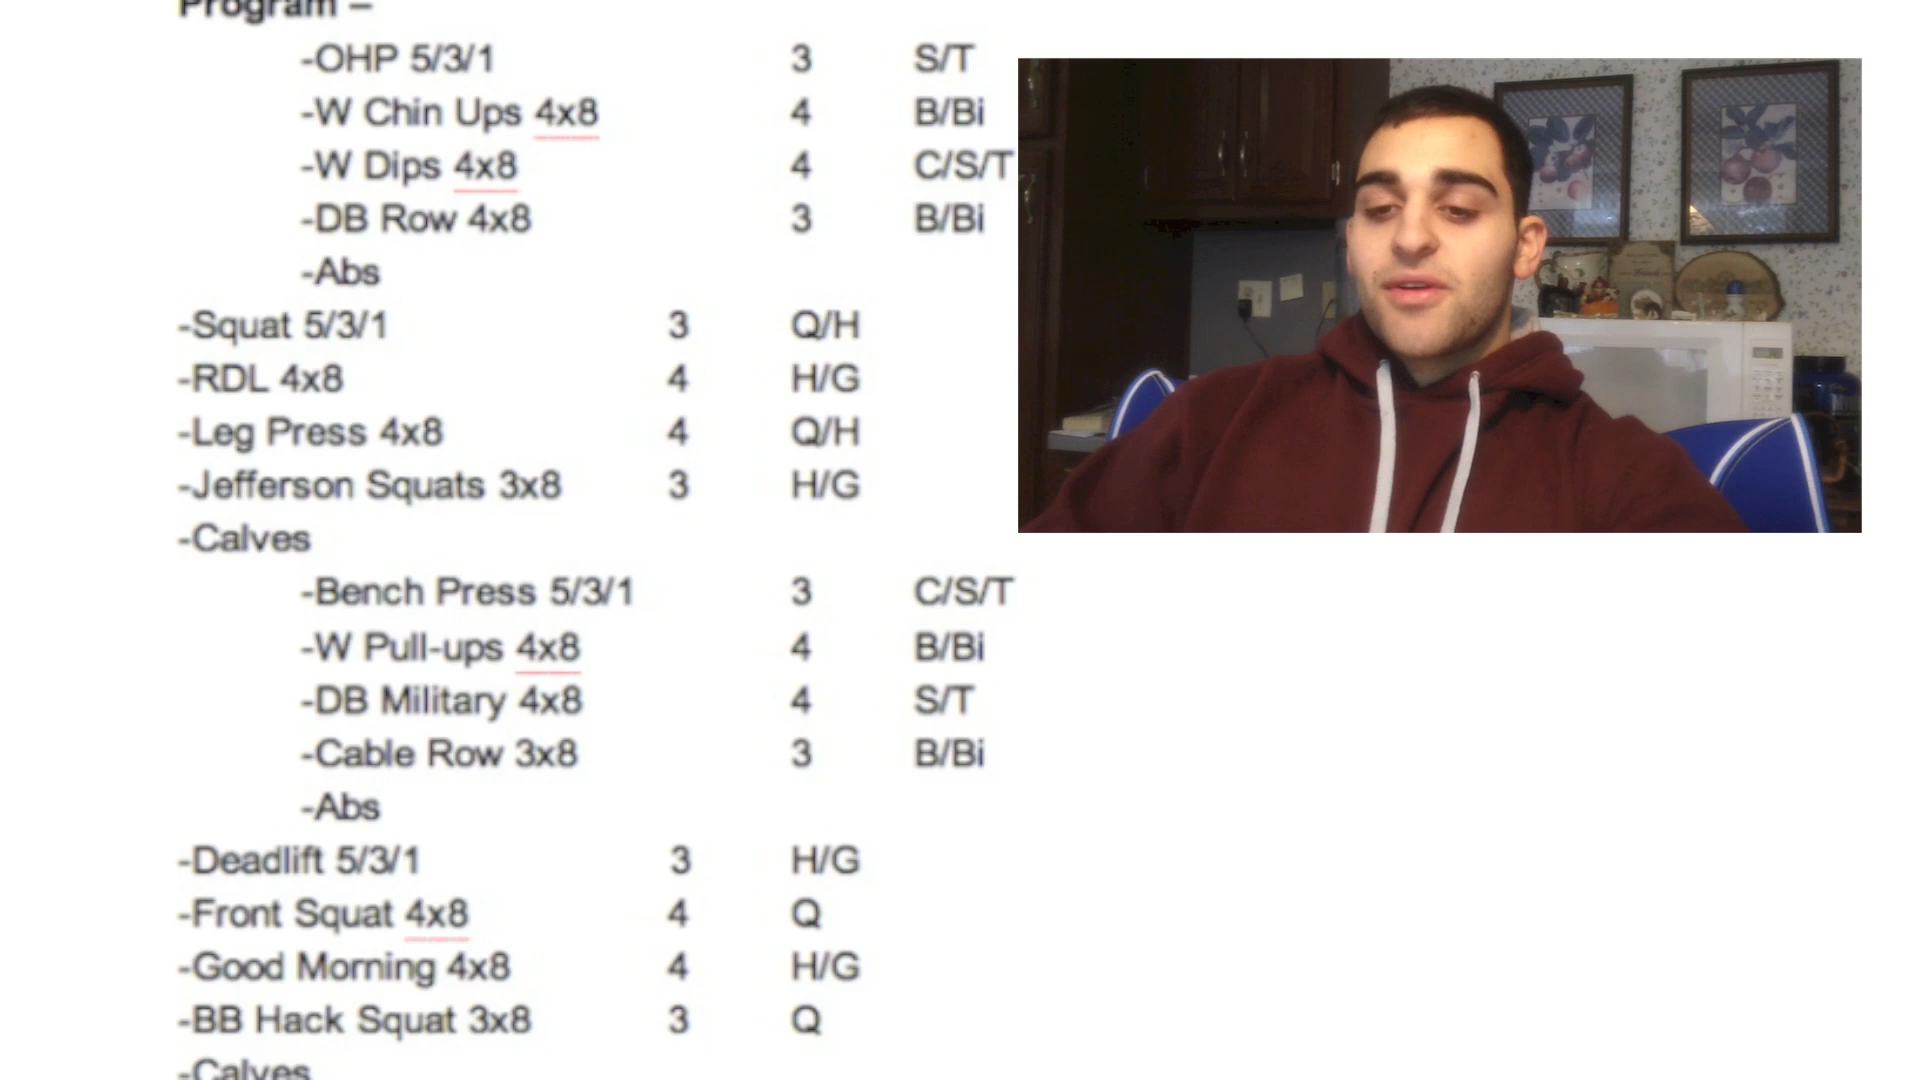 Program –
-OHP 5/3/1 3 S/T
-W Chin Ups 4x8 4 B/Bi
-W Dips 4x8 4 C/S/T
-DB Row 4x8 3 B/Bi
-Abs
-Squat 5/3/1 3 Q/H
-RDL 4x8 4 H/G
-Leg Press 4x8 4 Q/H
-Jefferson Squats 3x8 3 H/G
-Calves
-Bench Press 5/3/1 3 C/S/T
-W Pull-ups 4x8 4 B/Bi
-DB Military 4x8 4 S/T
-Cable Row 3x8 3 B/Bi
-Abs
-Deadlift 5/3/1 3 H/G
-Front Squat 4x8 4 Q
-Good Morning 4x8 4 H/G
-BB Hack Squat 3x8 3 Q
-Calves